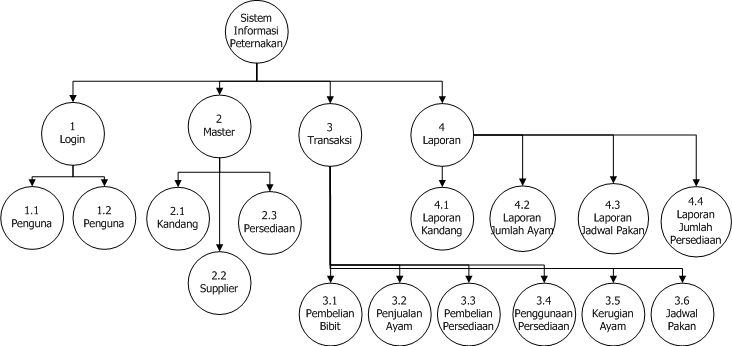 Sistem
Informasi
Peternakan
1
Login
2
Master
3
Transaksi
4
Laporan
1.1
Penguna
1.2
Penguna
2.1
Kandang
2.2
Supplier
2.3
Persediaan
4.1
Laporan
Kandang
4.2
Laporan
Jumlah Ayam
4.3
Laporan
Jadwal Pakan
4.4
Laporan
Jumlah
Persediaan
3.1
Pembelian
Bibit
3.2
Penjualan
Ayam
3.3
Pembelian
Persediaan
3.4
Penggunaan
Persediaan
3.5
Kerugian
Ayam
3.6
Jadwal
Pakan